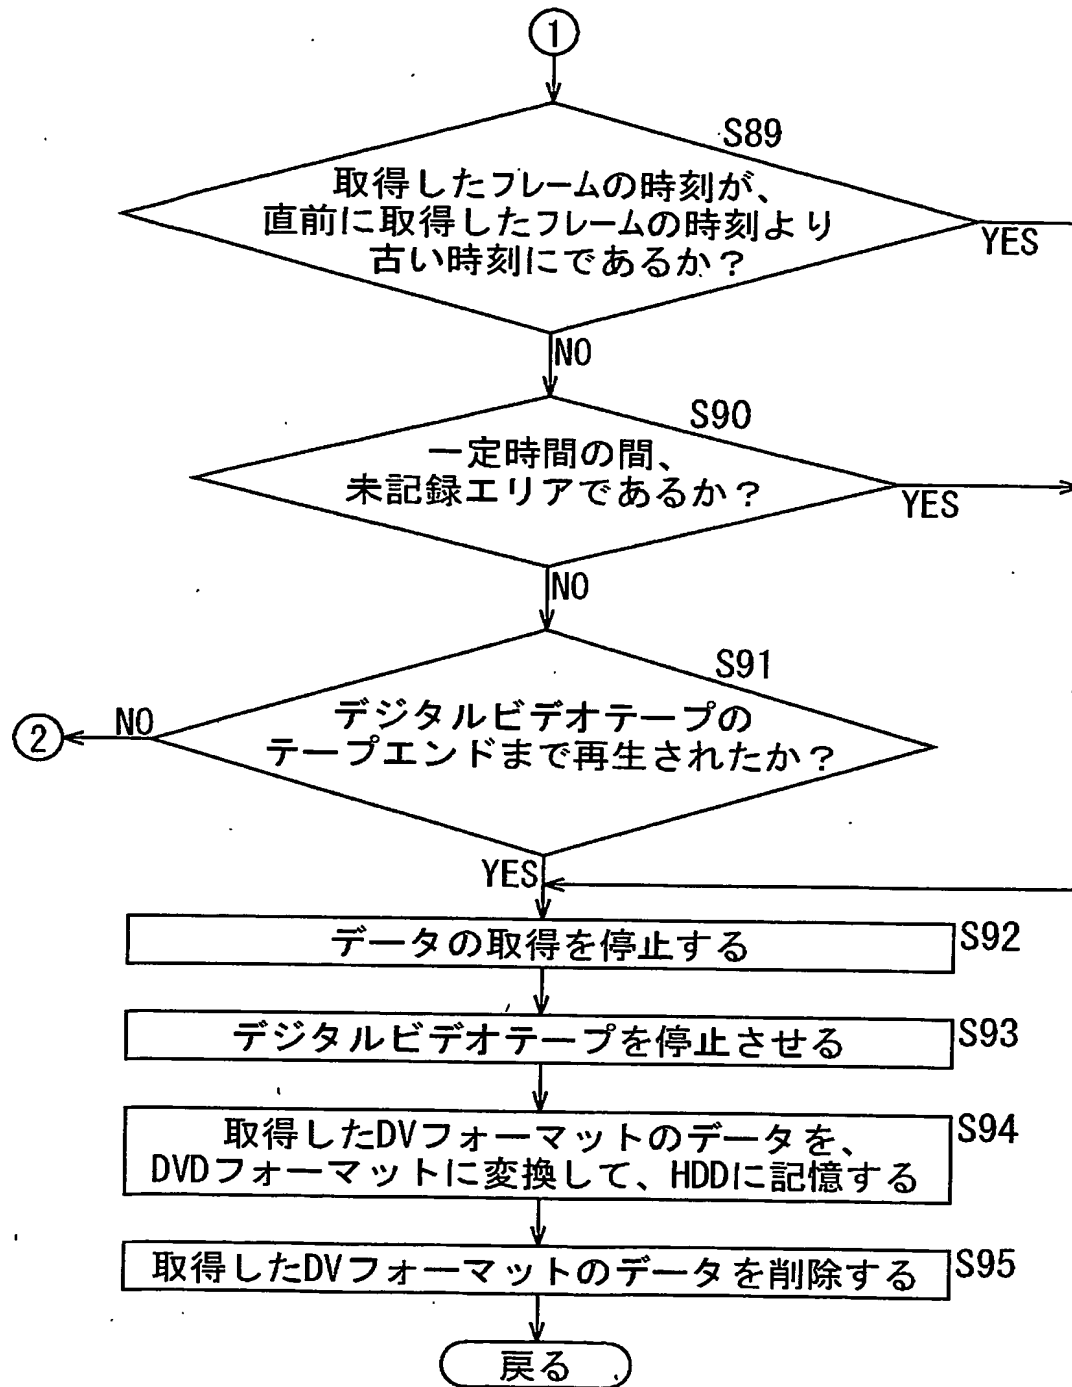 1
S89
取得したフレームの時刻が、
直前に取得したフレームの時刻より
古い時刻にであるか？
YES
NO
S90
一定時間の間、
未記録エリアであるか？
YES
NO
S91
デジタルビデオテープの
テープエンドまで再生されたか？
NO
2
YES
データの取得を停止する
S92
デジタルビデオテープを停止させる
S93
取得したDVフォーマットのデータを、
DVDフォーマットに変換して、HDDに記憶する
S94
取得したDVフォーマットのデータを削除する
S95
戻る